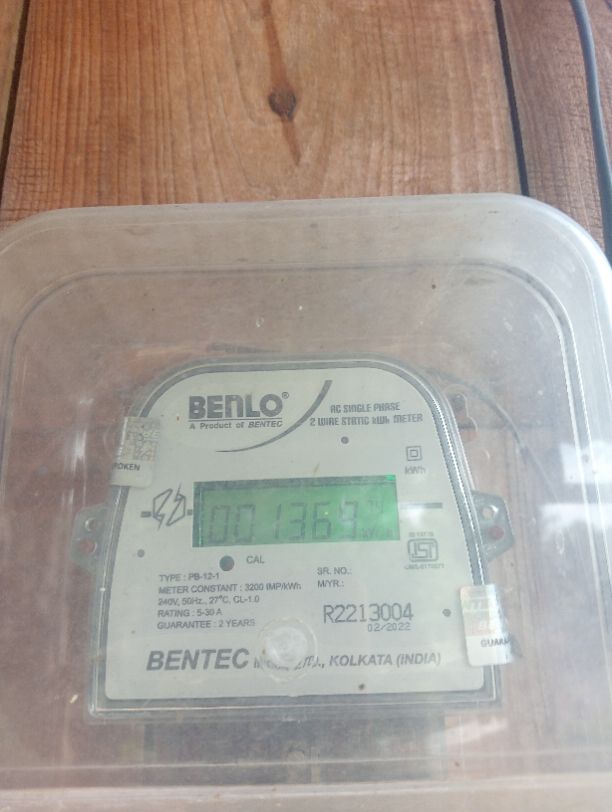 BENLO®
A Product of BENTEC
AC SINGLE PHASE
2 WIRE STATIC kWh METER
kWh
ROKEN
CAL
TYPE : PB-12-1
METER CONSTANT : 3200 IMP/kWh
240V, 50Hz., 27°C, CL-1.0
RATING : 5-30 A
GUARANTEE : 2 YEARS
SR. NO.:
M/YR.:
R2213004
02/2022
BENTEC
KOLKATA (INDIA)